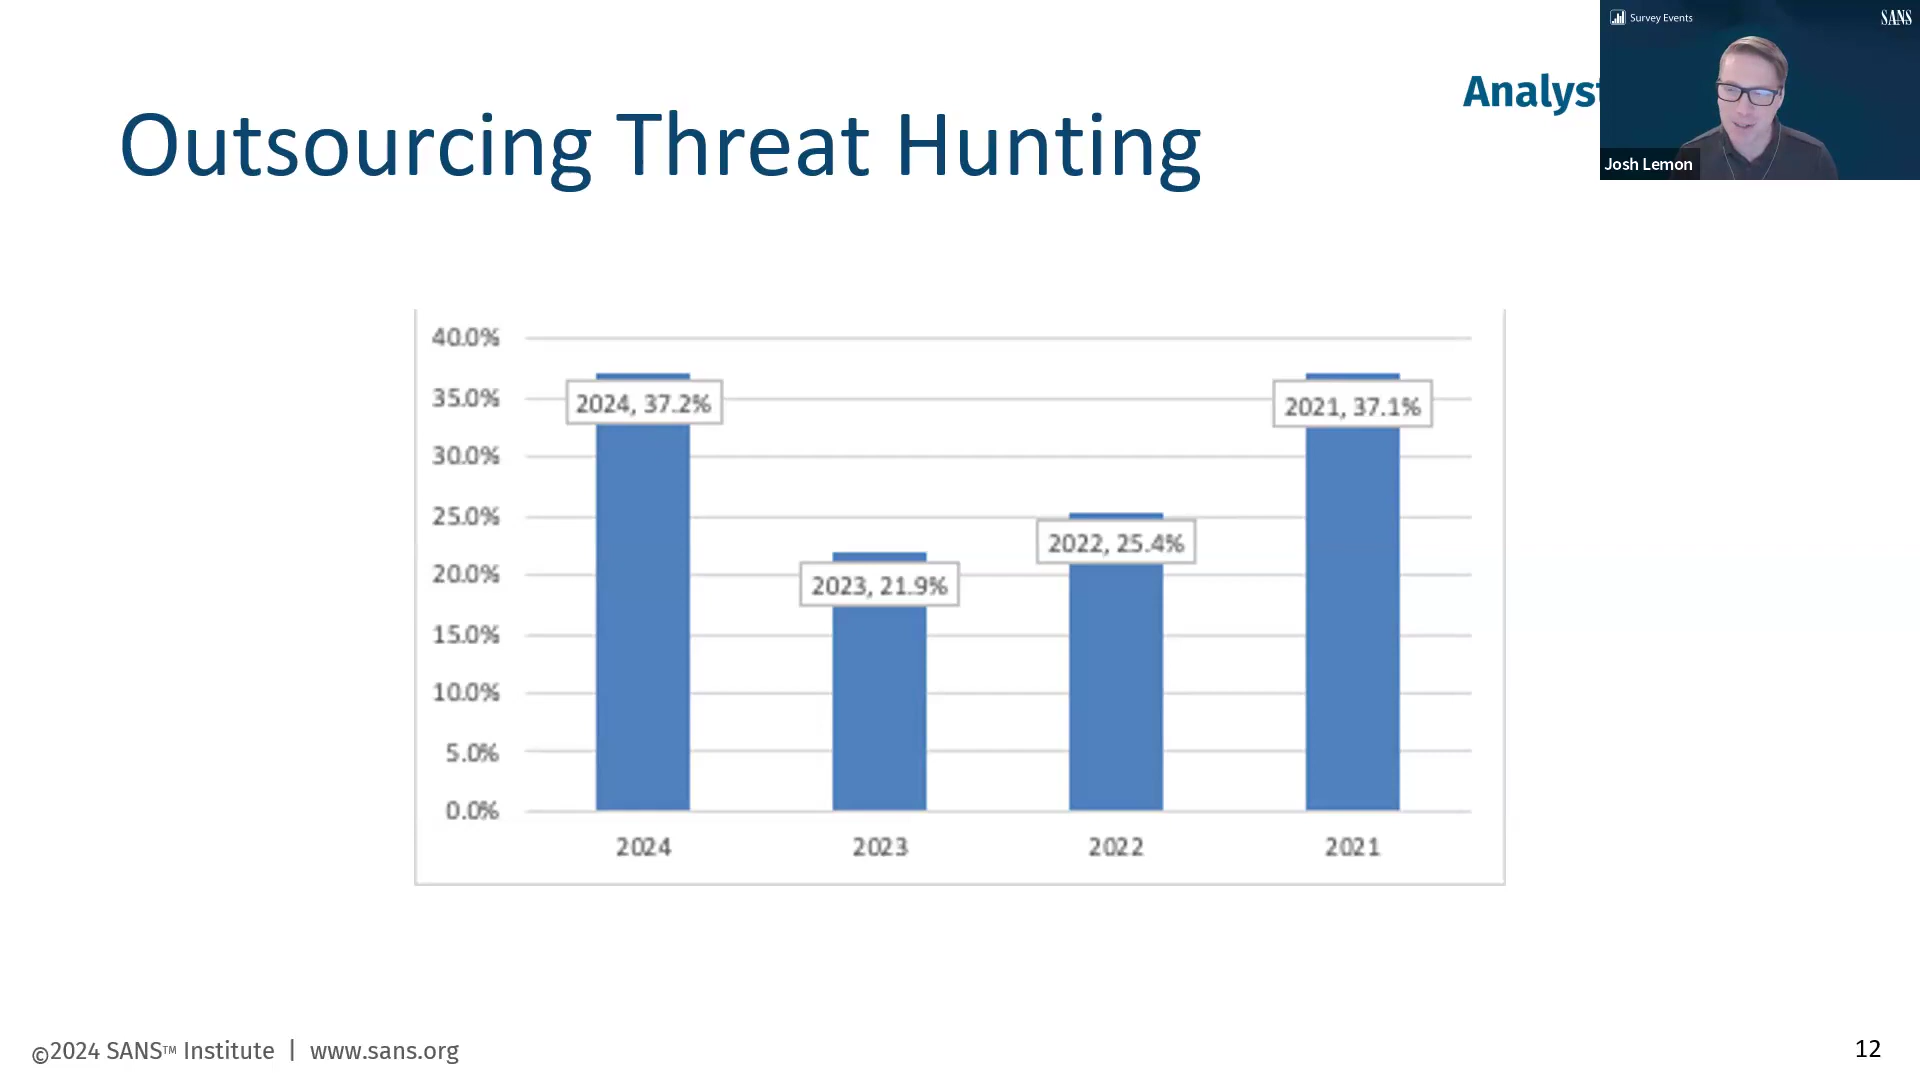 Survey Events
SANS
Analyst
Josh Lemon
Outsourcing Threat Hunting
40.0%
35.0%
30.0%
25.0%
20.0%
15.0%
10.0%
5.0%
0.0%
2024, 37.2%
2023, 21.9%
2022, 25.4%
2021, 37.1%
2024 2023 2022 2021
©2024 SANS™ Institute | www.sans.org
12